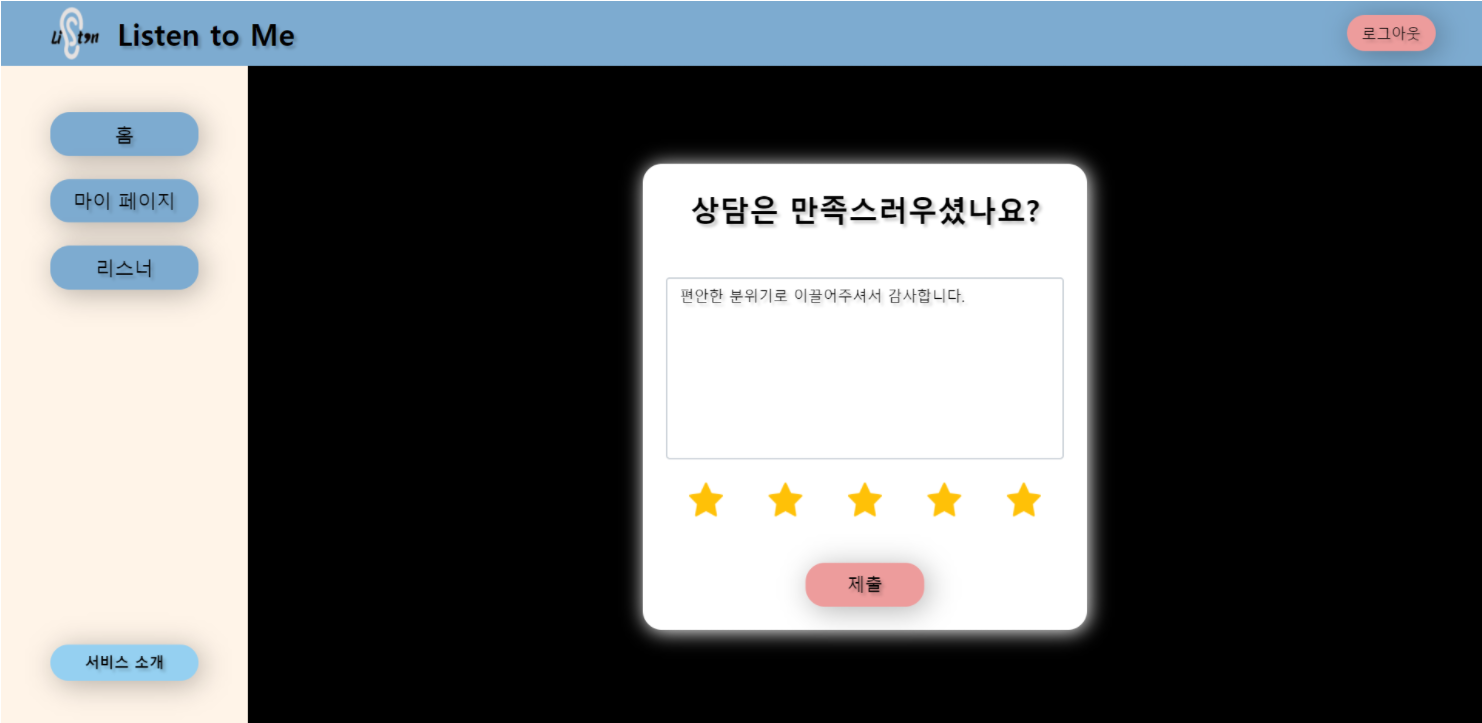 Liston
Listen to Me
로그아웃
홈
마이 페이지
리스너
상담은 만족스러우셨나요?
편안한 분위기로 이끌어주셔서 감사합니다.
제출
서비스 소개